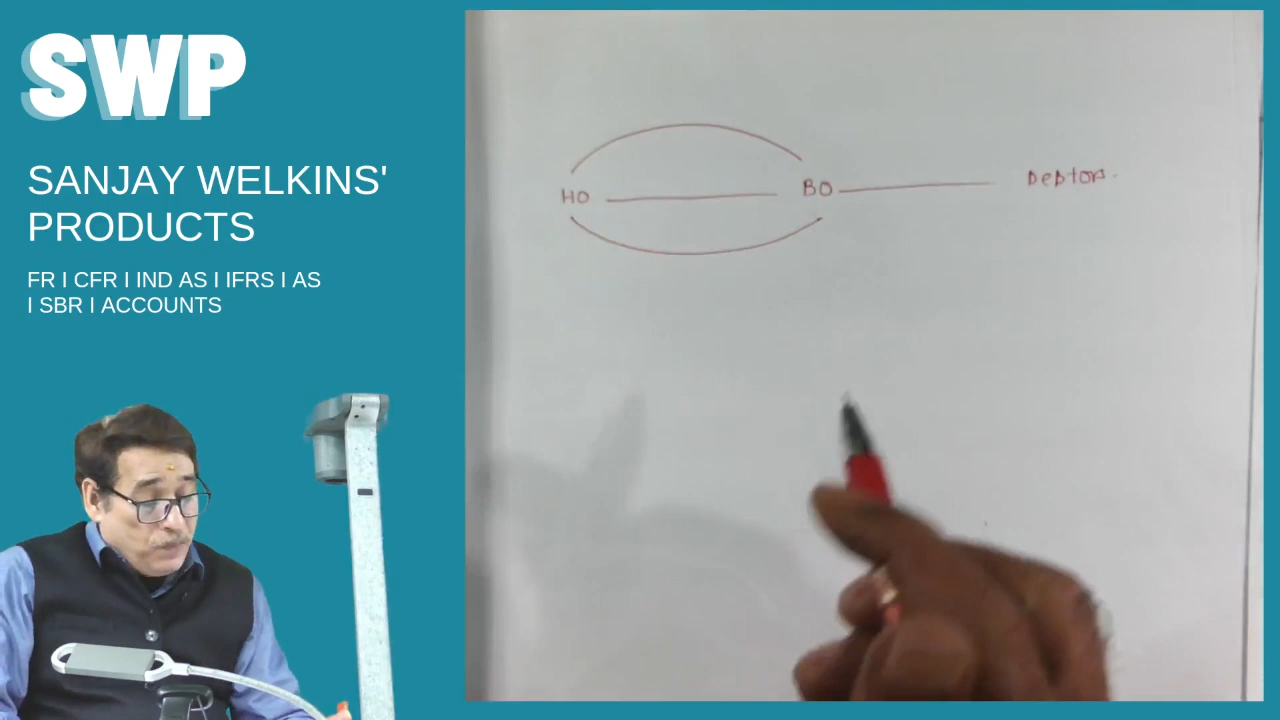 SWP
SANJAY WELKINS'
PRODUCTS
FR I CFR I IND AS I IFRS I AS
I SBR I ACCOUNTS
HO BO Debtors.